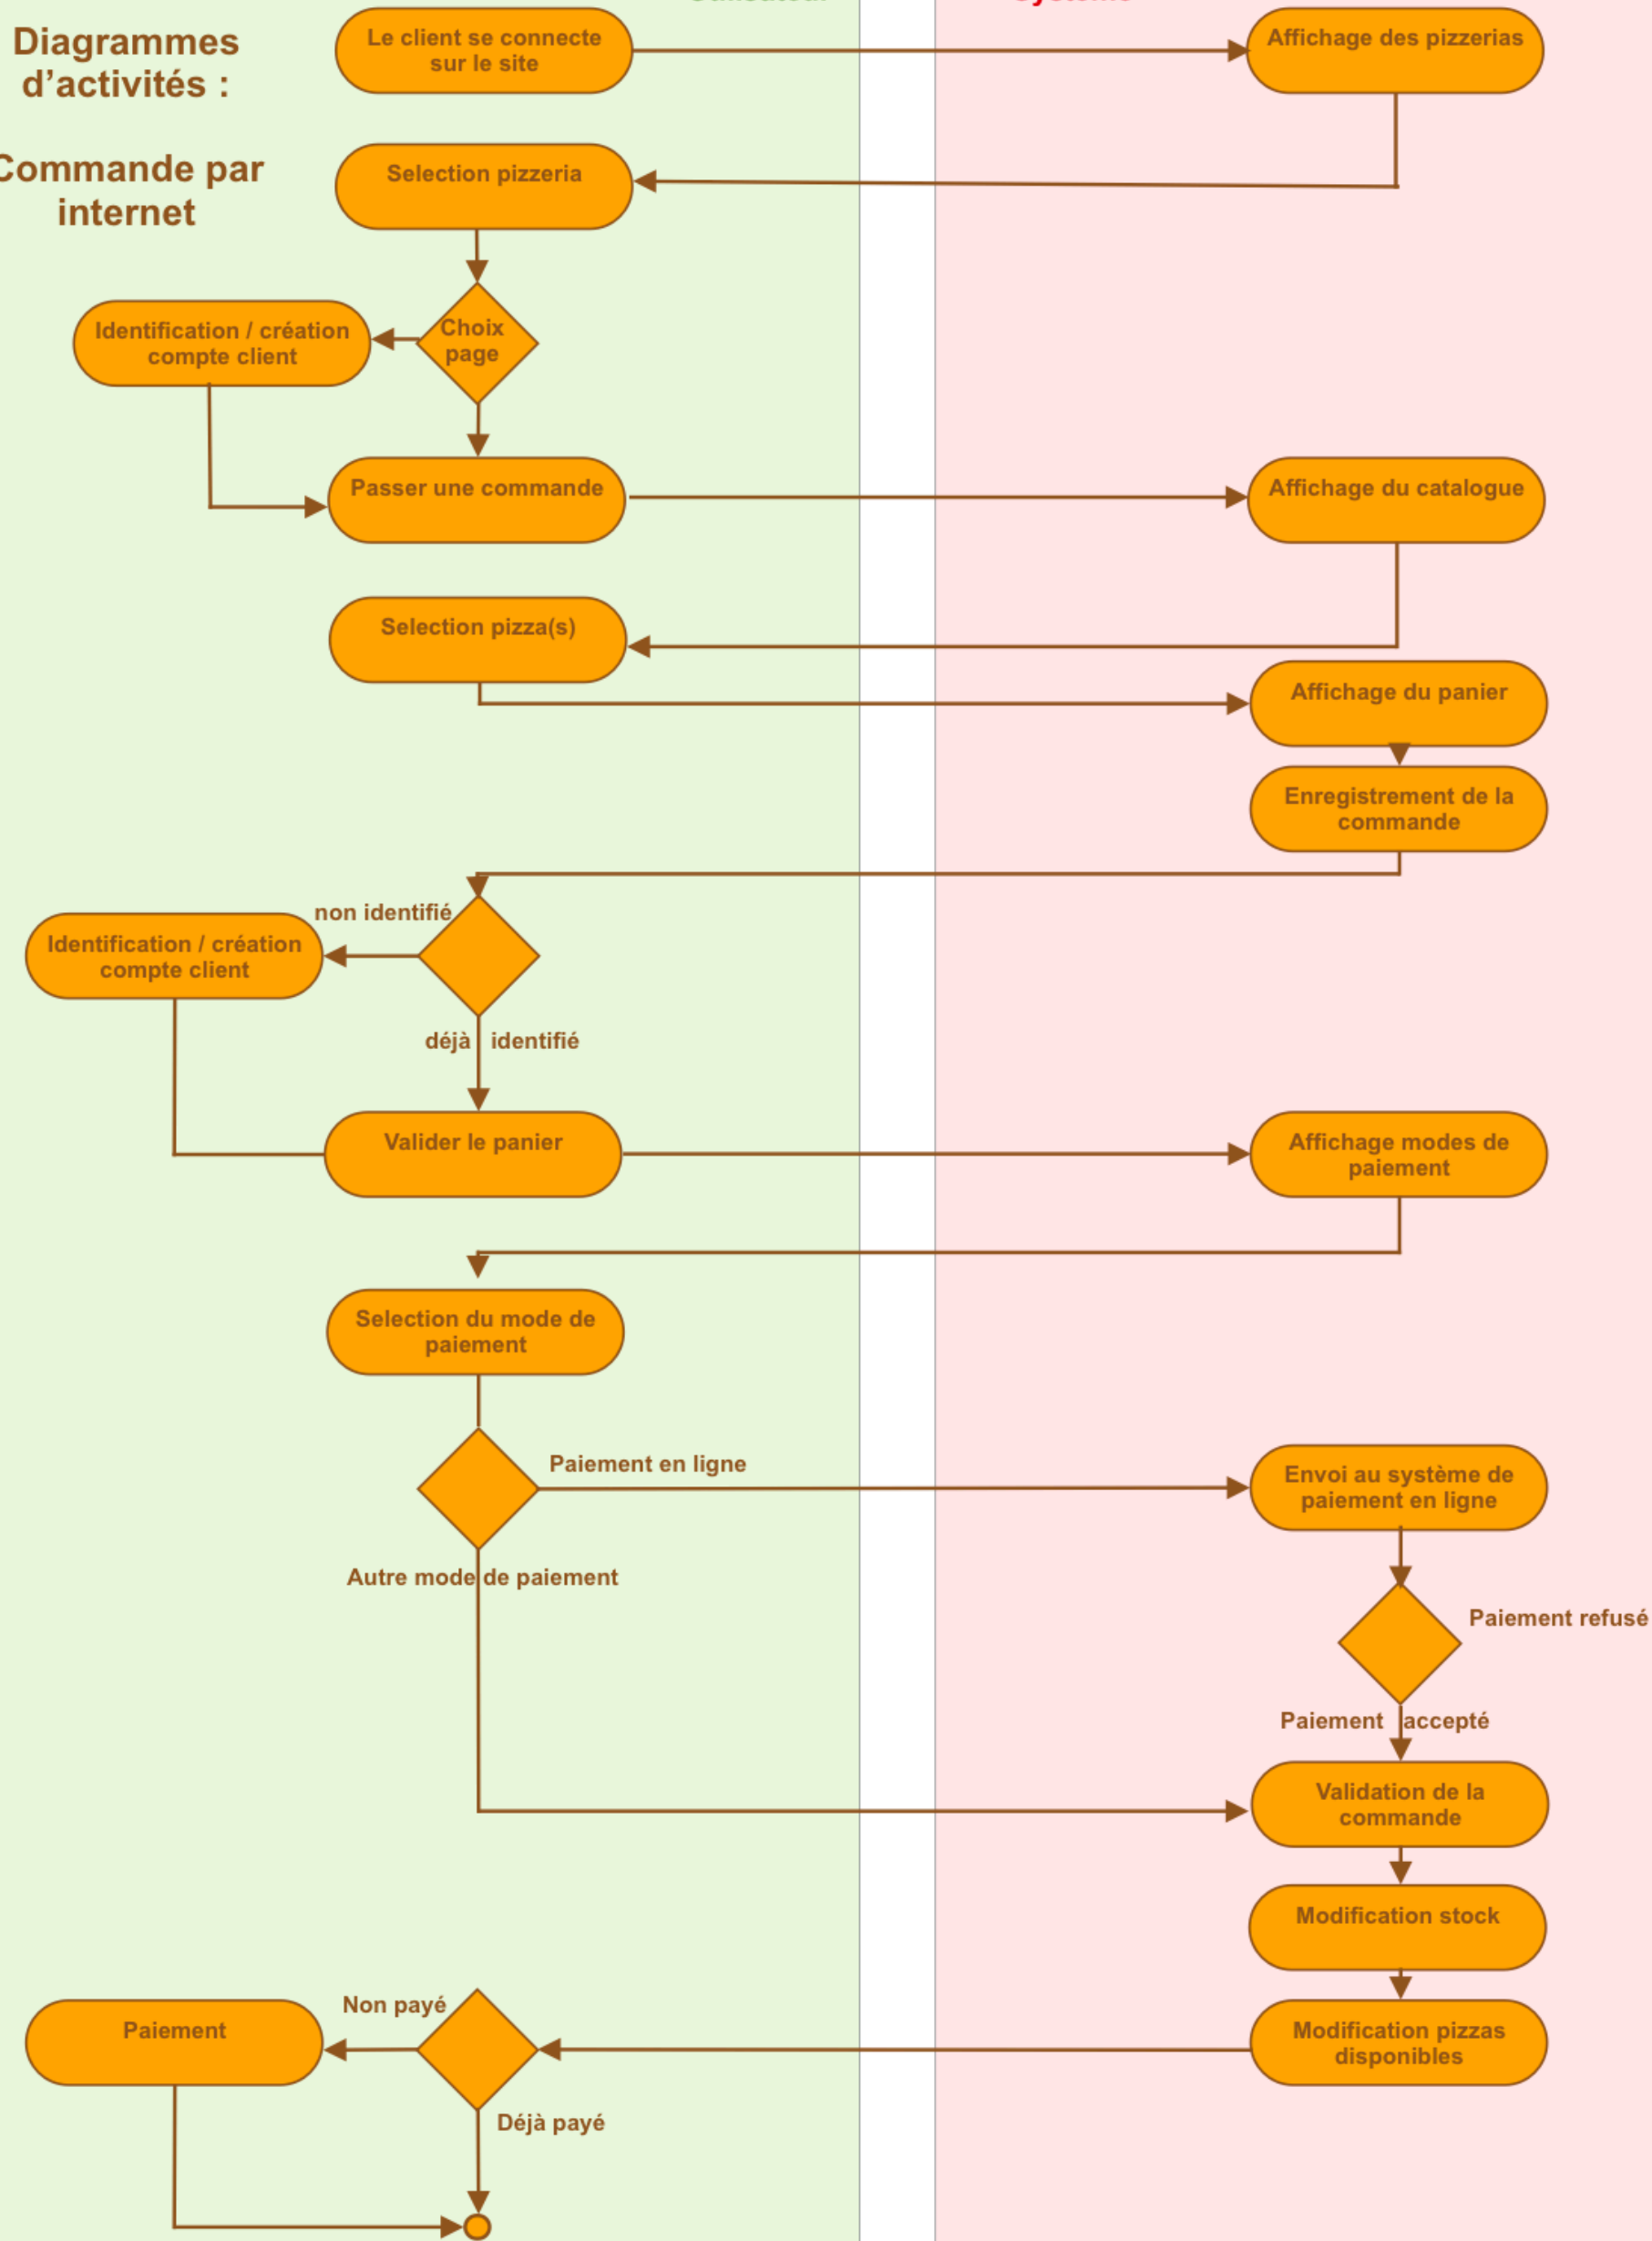 Diagrammes
d’activités :
Commande par
internet
Le client se connecte
sur le site
Affichage des pizzerias
Selection pizzeria
Identification / création
compte client
Choix
page
Passer une commande
Affichage du catalogue
Selection pizza(s)
Affichage du panier
Enregistrement de la
commande
non identifié
Identification / création
compte client
déjà identifié
Valider le panier
Affichage modes de
paiement
Selection du mode de
paiement
Paiement en ligne
Envoi au système de
paiement en ligne
Autre mode de paiement
Paiement refusé
Paiement accepté
Validation de la
commande
Modification stock
Non payé
Paiement
Modification pizzas
disponibles
Déjà payé